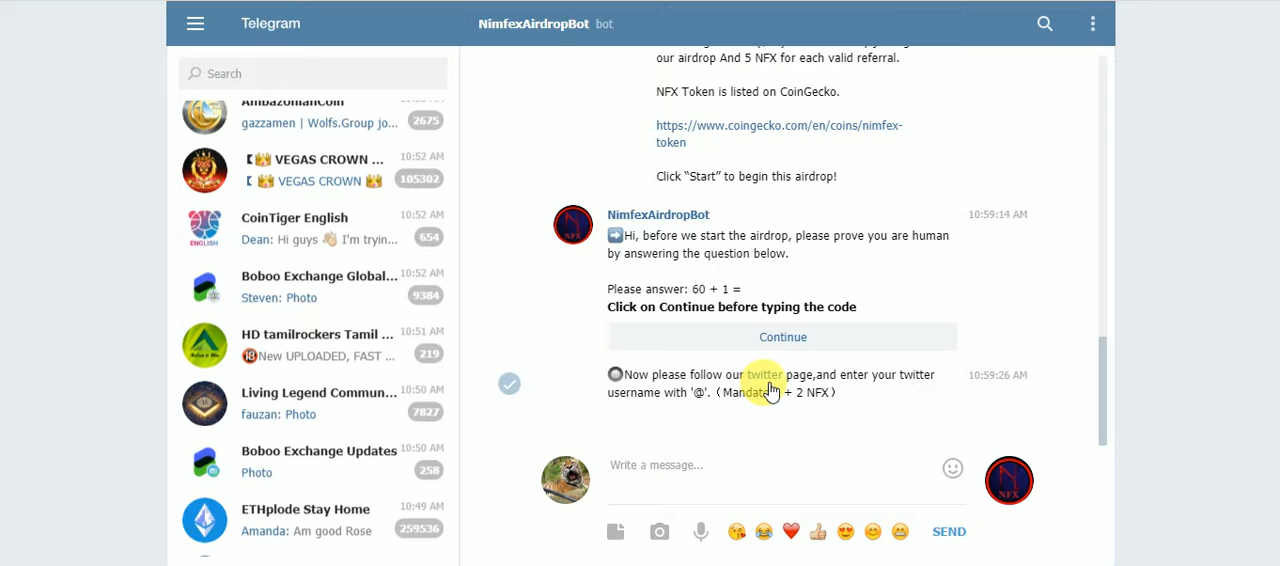 Telegram
NimfexAirdropBot bot
Search
AmbazonianCoin
gazzamen | Wolfs.Group jo...
2675
【👑 VEGAS CROWN ...
10:52 AM
【 👑 VEGAS CROWN 👑
105302
CoinTiger English
10:52 AM
Dean: Hi guys 👋🏼 I'm tryin...
654
Boboo Exchange Global...
10:52 AM
Steven: Photo
9384
HD tamilrockers Tamil ...
10:51 AM
🔞New UPLOADED, FAST ...
219
Living Legend Commun...
10:50 AM
fauzan: Photo
7827
Boboo Exchange Updates
10:50 AM
Photo
258
ETHplode Stay Home
10:49 AM
Amanda: Am good Rose
259536
our airdrop And 5 NFX for each valid referral.
NFX Token is listed on CoinGecko.
https://www.coingecko.com/en/coins/nimfex-
token
Click “Start” to begin this airdrop!
NimfexAirdropBot
10:59:14 AM
➡️Hi, before we start the airdrop, please prove you are human
by answering the question below.
Please answer: 60 + 1 =
Click on Continue before typing the code
Continue
🔘Now please follow our twitter page,and enter your twitter
10:59:26 AM
username with '@'.（ + 2 NFX）
Write a message...
NFX
😘 😂 ❤️ 👍 😍 😊 😁
SEND